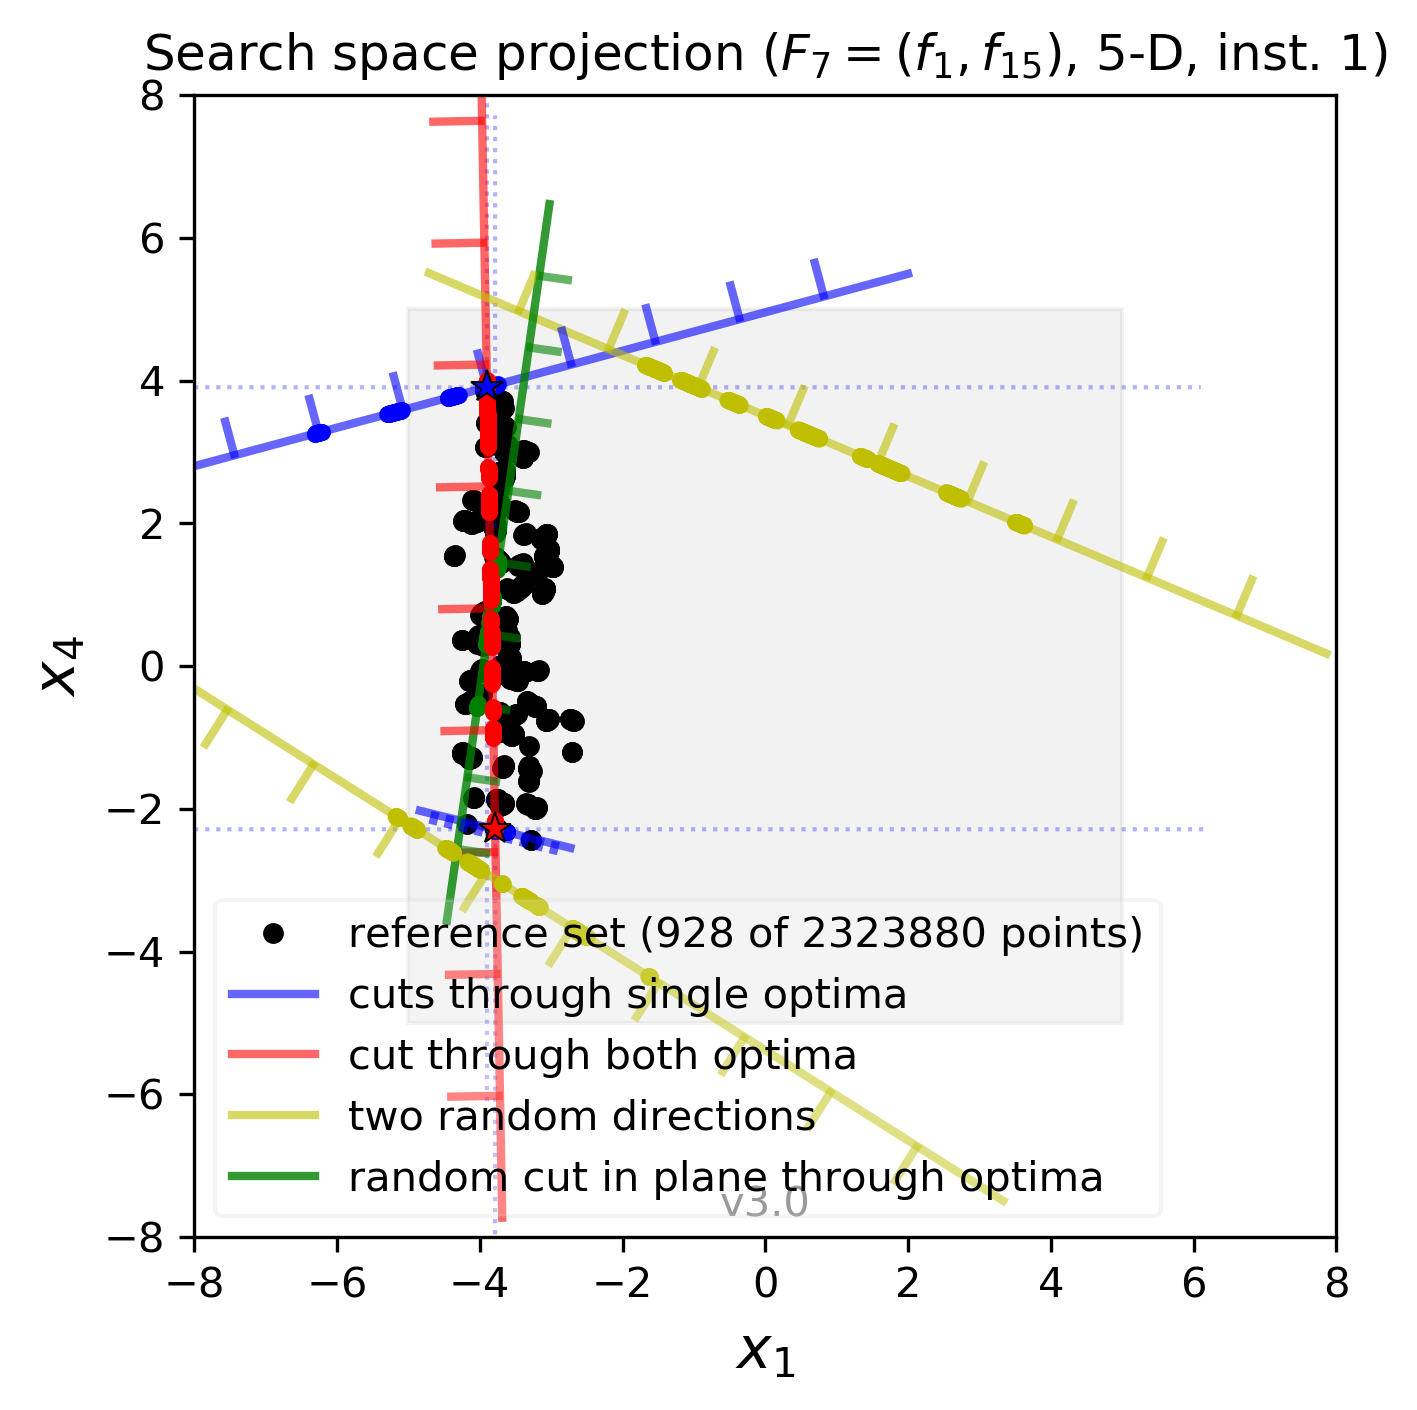 Search space projection (F₇ = (f₁, f₁₅), 5-D, inst. 1)
8
6
4
2
0
−2
−4
−6
−8
x₄
reference set (928 of 2323880 points)
cuts through single optima
cut through both optima
two random directions
random cut in plane through optima
v3.0
−8 −6 −4 −2 0 2 4 6 8
x₁